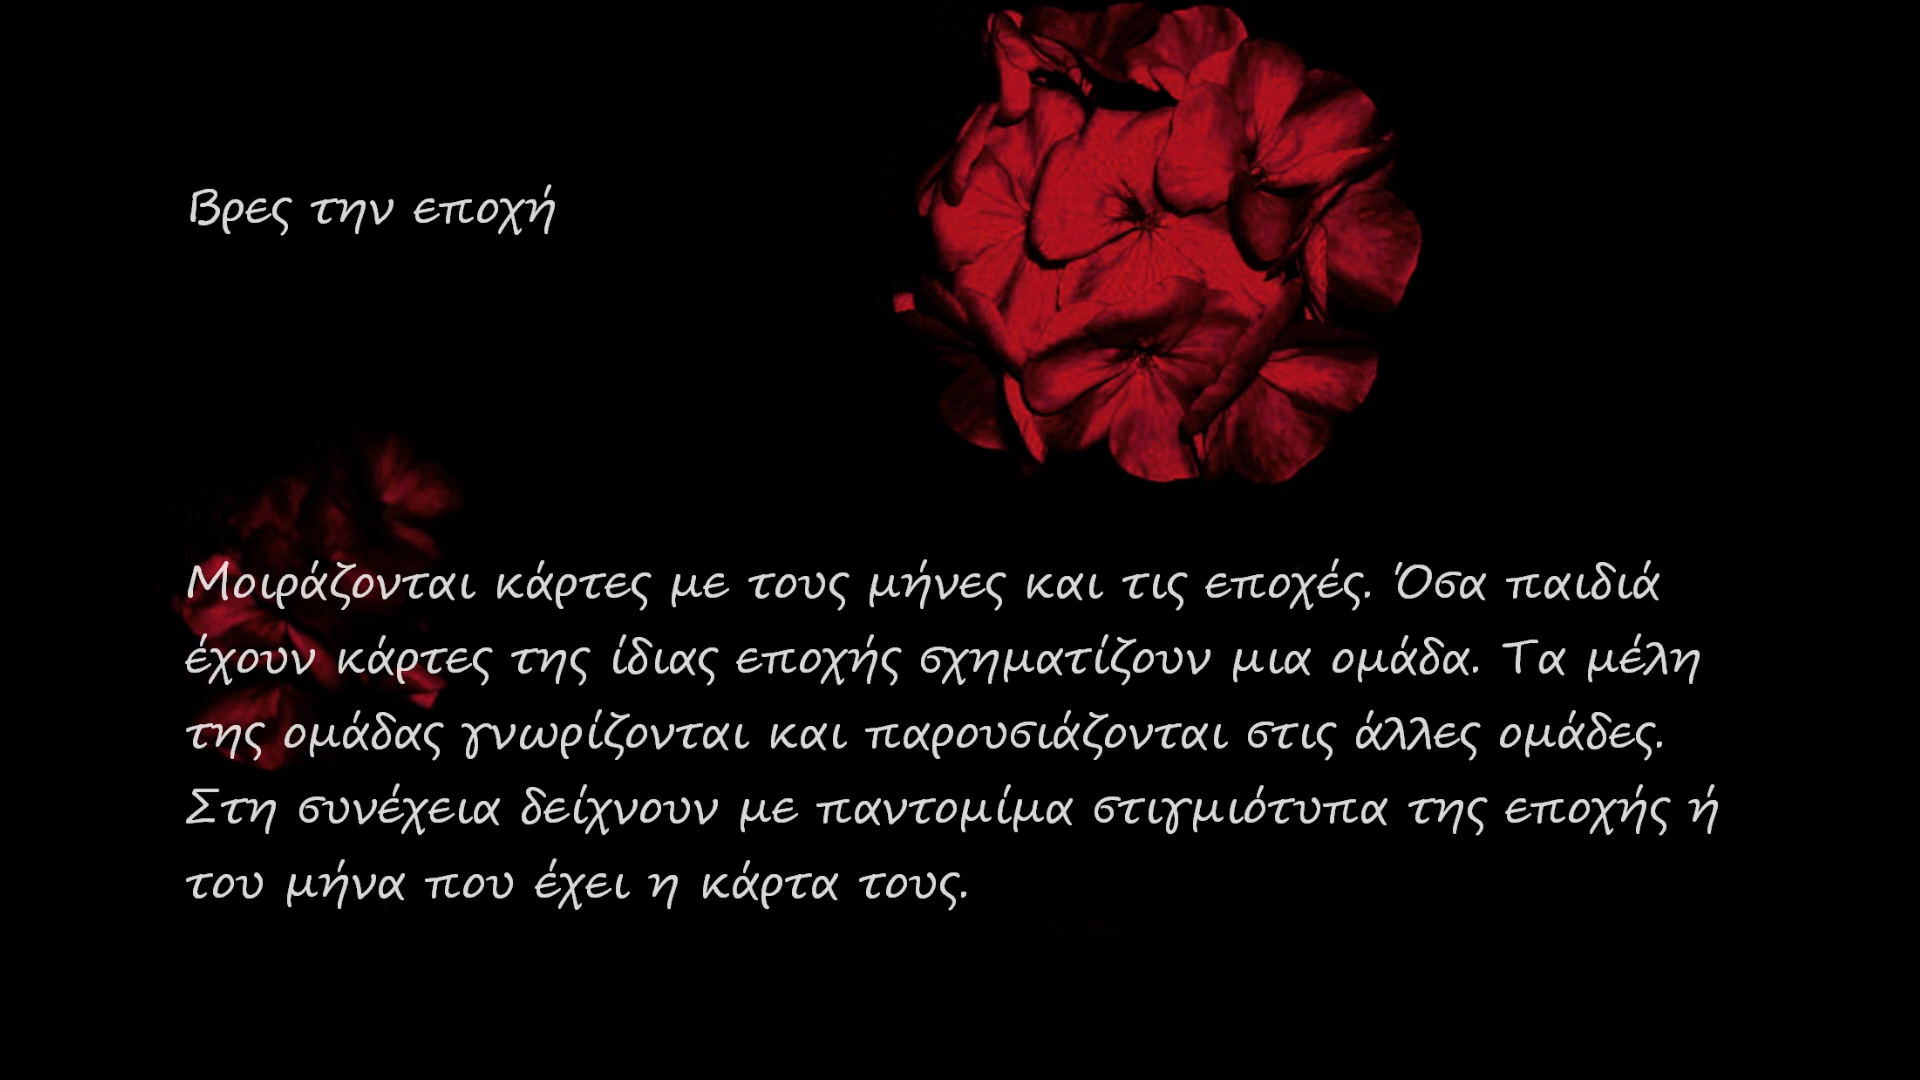 Βρες την εποχή
Μοιράζονται κάρτες με τους μήνες και τις εποχές. Όσα παιδιά
έχουν κάρτες της ίδιας εποχής σχηματίζουν μια ομάδα. Τα μέλη
της ομάδας γνωρίζονται και παρουσιάζονται στις άλλες ομάδες.
Στη συνέχεια δείχνουν με παντομίμα στιγμιότυπα της εποχής ή
του μήνα που έχει η κάρτα τους.